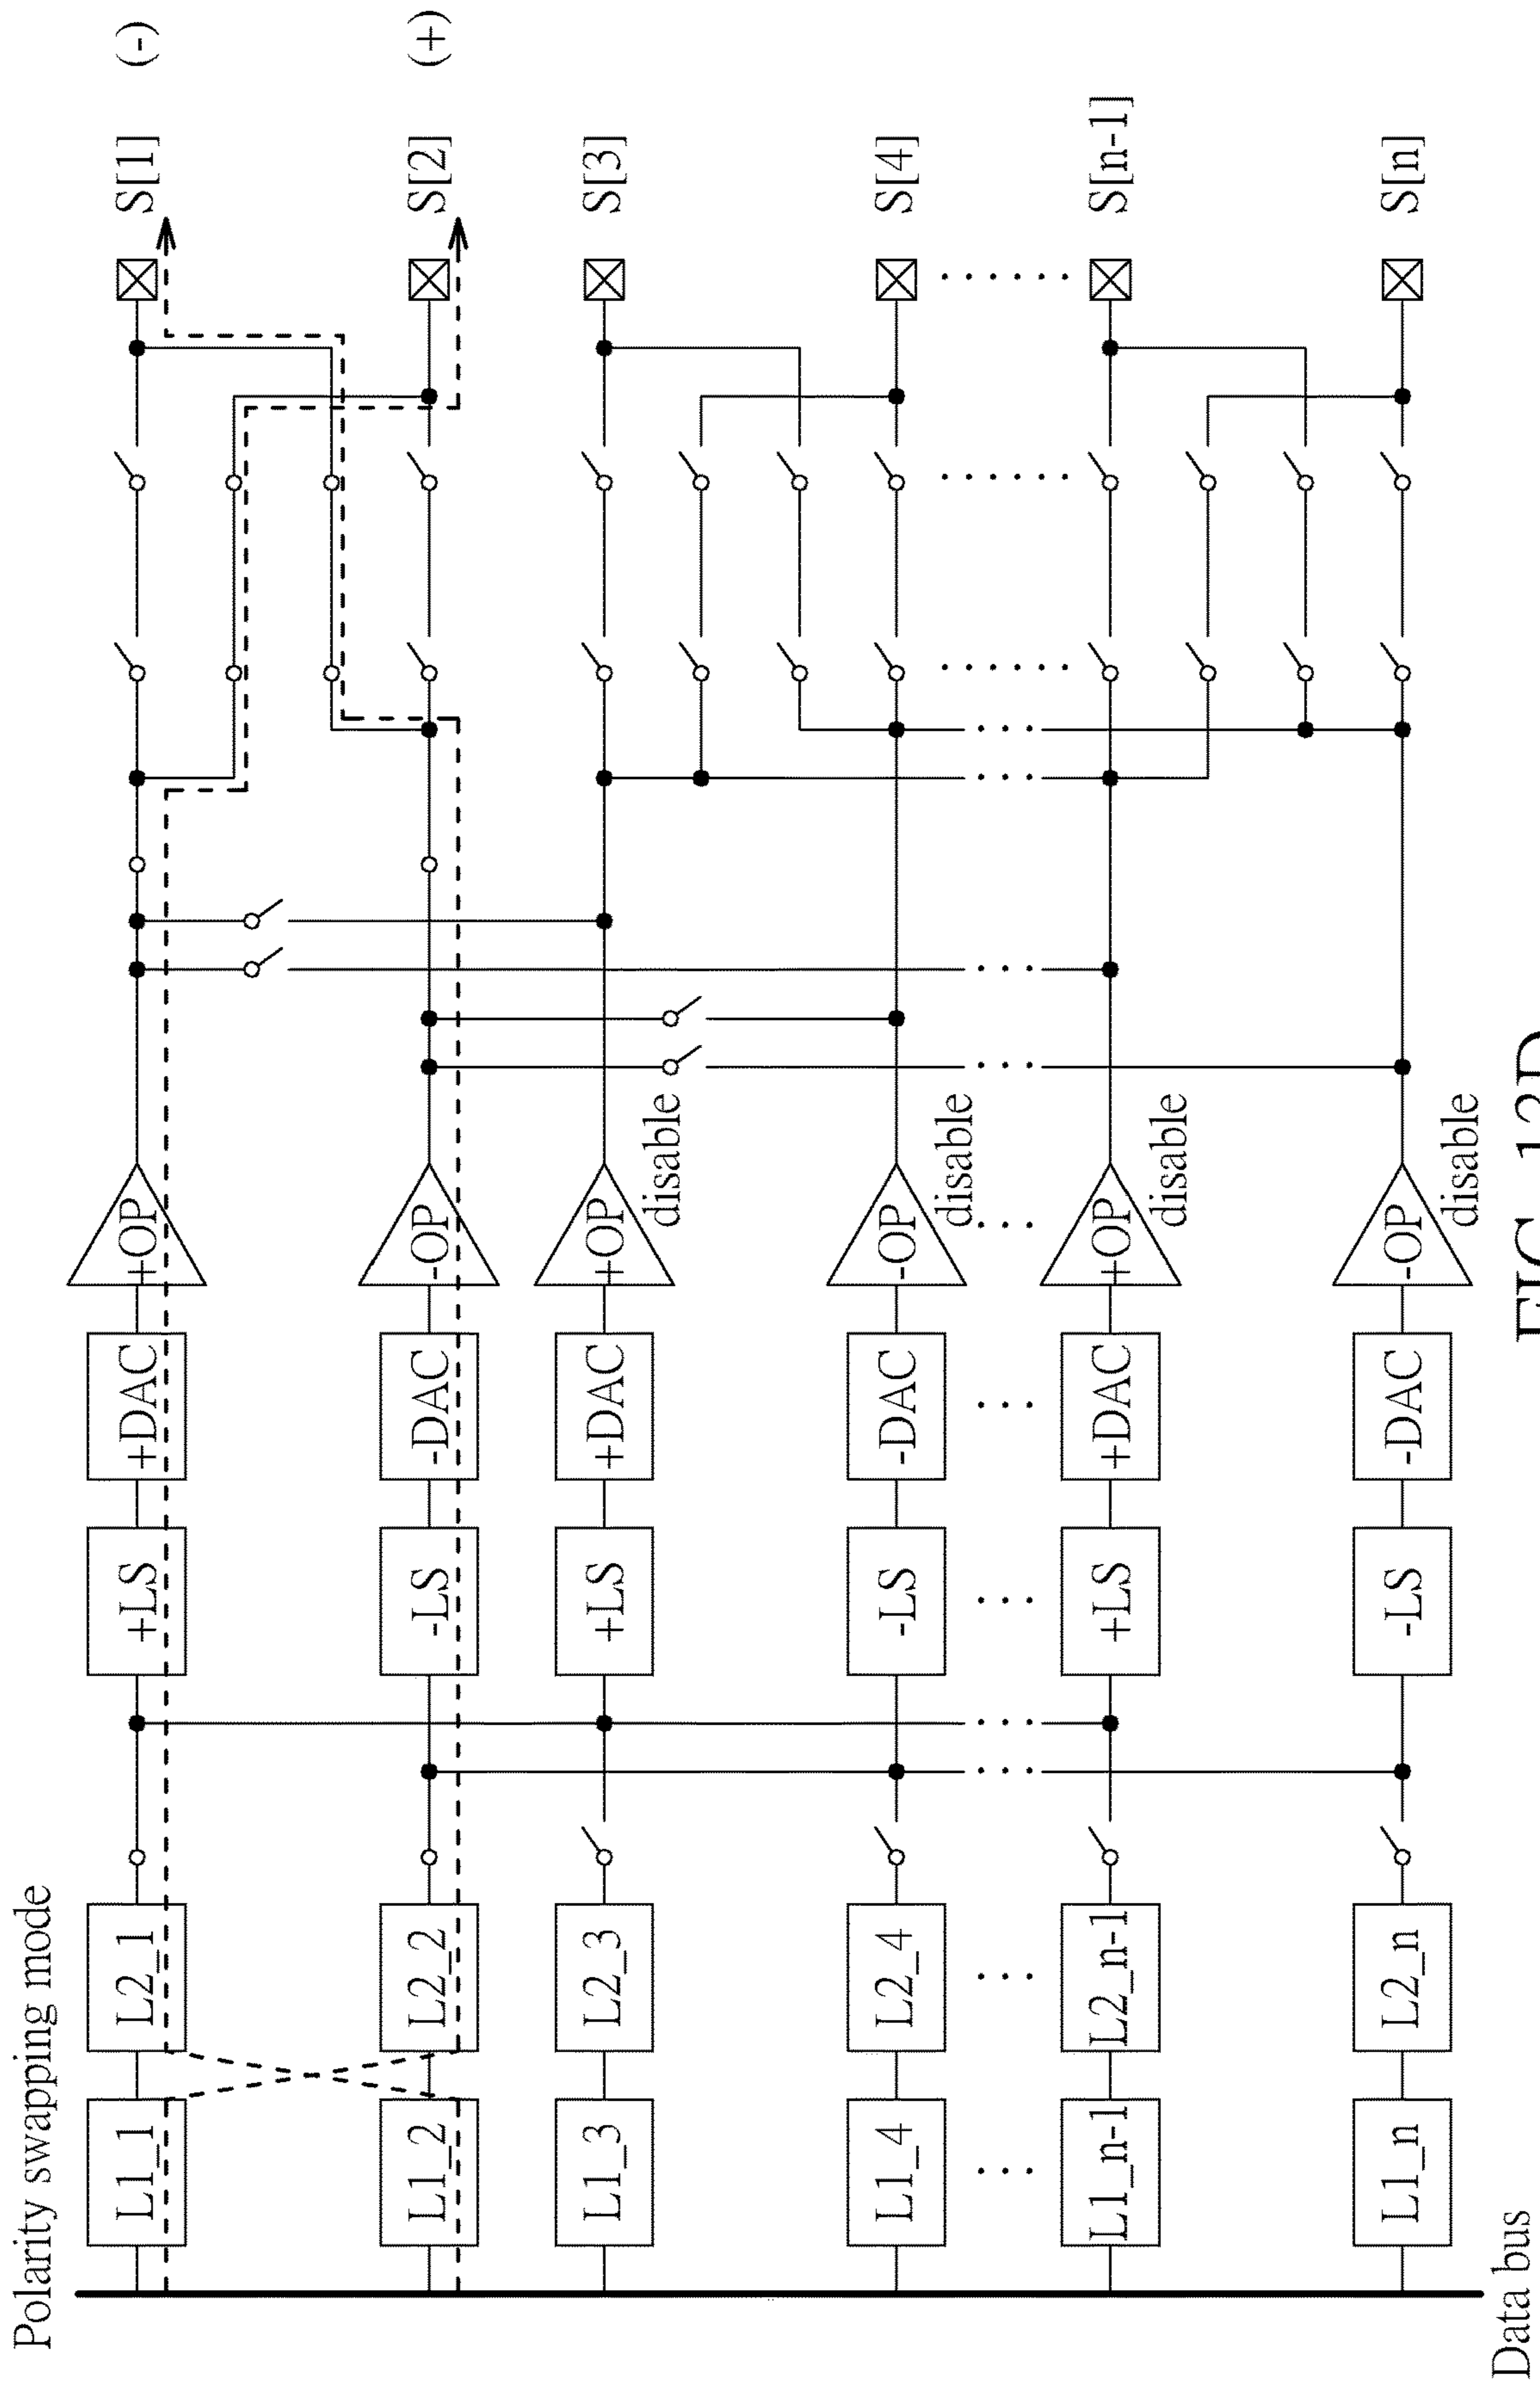 Polarity swapping mode
L1_1 L2_1 +LS +DAC +OP S[1] (-)
L1_2 L2_2 -LS -DAC -OP S[2] (+)
L1_3 L2_3 +LS +DAC +OP S[3]
disable
L1_4 L2_4 -LS -DAC -OP S[4]
disable
L1_n-1 L2_n-1 +LS +DAC +OP S[n-1]
disable
L1_n L2_n -LS -DAC -OP S[n]
disable
Data bus